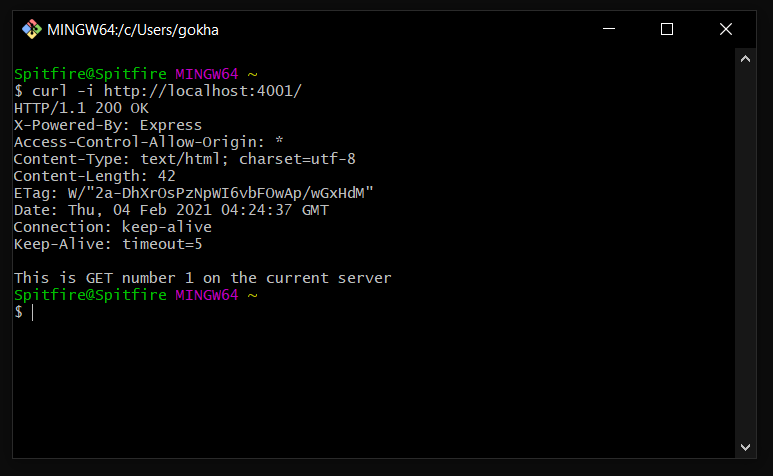 MINGW64:/c/Users/gokha
Spitfire@Spitfire MINGW64 ~
$ curl -i http://localhost:4001/
HTTP/1.1 200 OK
X-Powered-By: Express
Access-Control-Allow-Origin: *
Content-Type: text/html; charset=utf-8
Content-Length: 42
ETag: W/"2a-DhXrOsPzNpWI6vbFOwAp/wGxHdM"
Date: Thu, 04 Feb 2021 04:24:37 GMT
Connection: keep-alive
Keep-Alive: timeout=5

This is GET number 1 on the current server
Spitfire@Spitfire MINGW64 ~
$